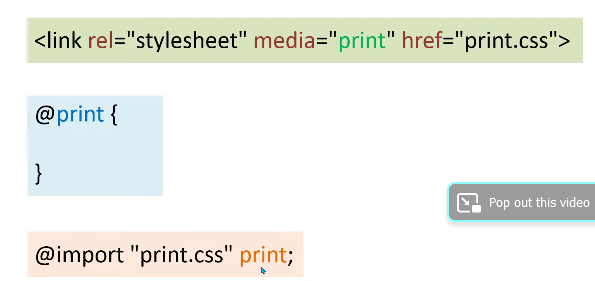 <link rel="stylesheet" media="print" href="print.css">
@print {
}
Pop out this video
@import "print.css" print;